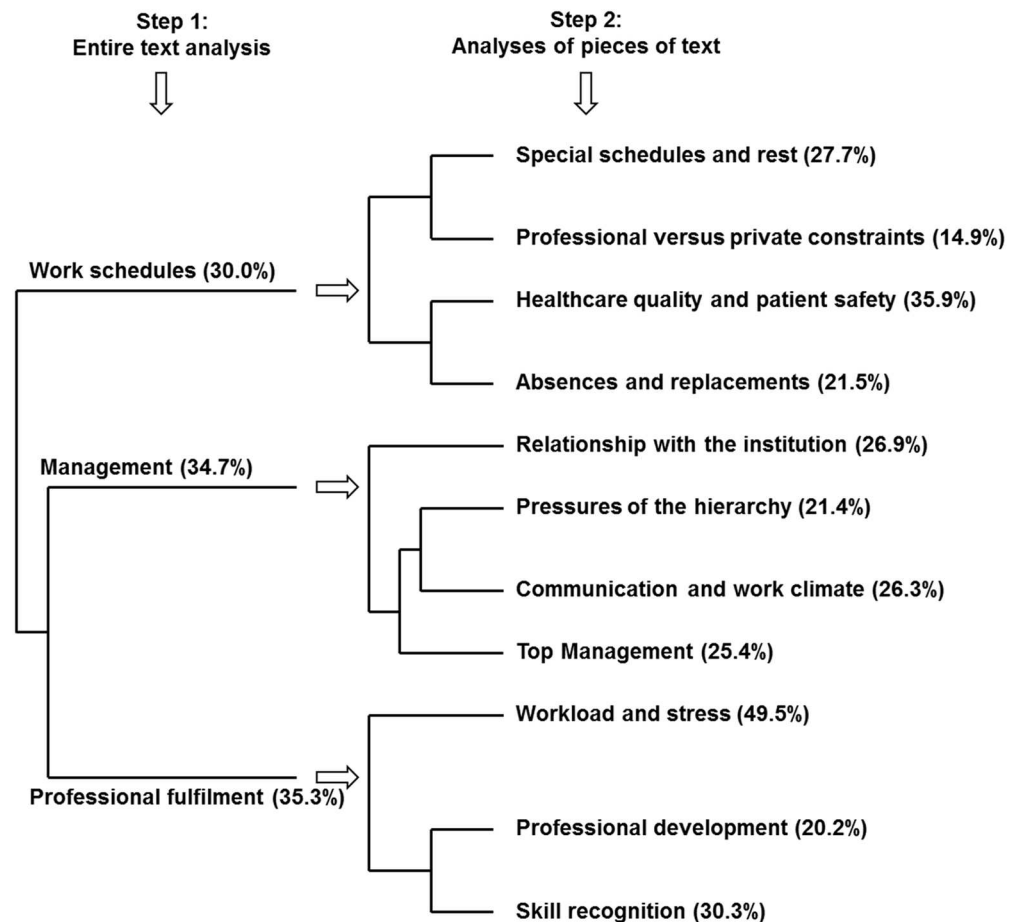 Step 1:
Entire text analysis
Step 2:
Analyses of pieces of text
Special schedules and rest (27.7%)
Professional versus private constraints (14.9%)
Work schedules (30.0%)
Healthcare quality and patient safety (35.9%)
Absences and replacements (21.5%)
Relationship with the institution (26.9%)
Management (34.7%)
Pressures of the hierarchy (21.4%)
Communication and work climate (26.3%)
Top Management (25.4%)
Workload and stress (49.5%)
Professional fulfilment (35.3%)
Professional development (20.2%)
Skill recognition (30.3%)